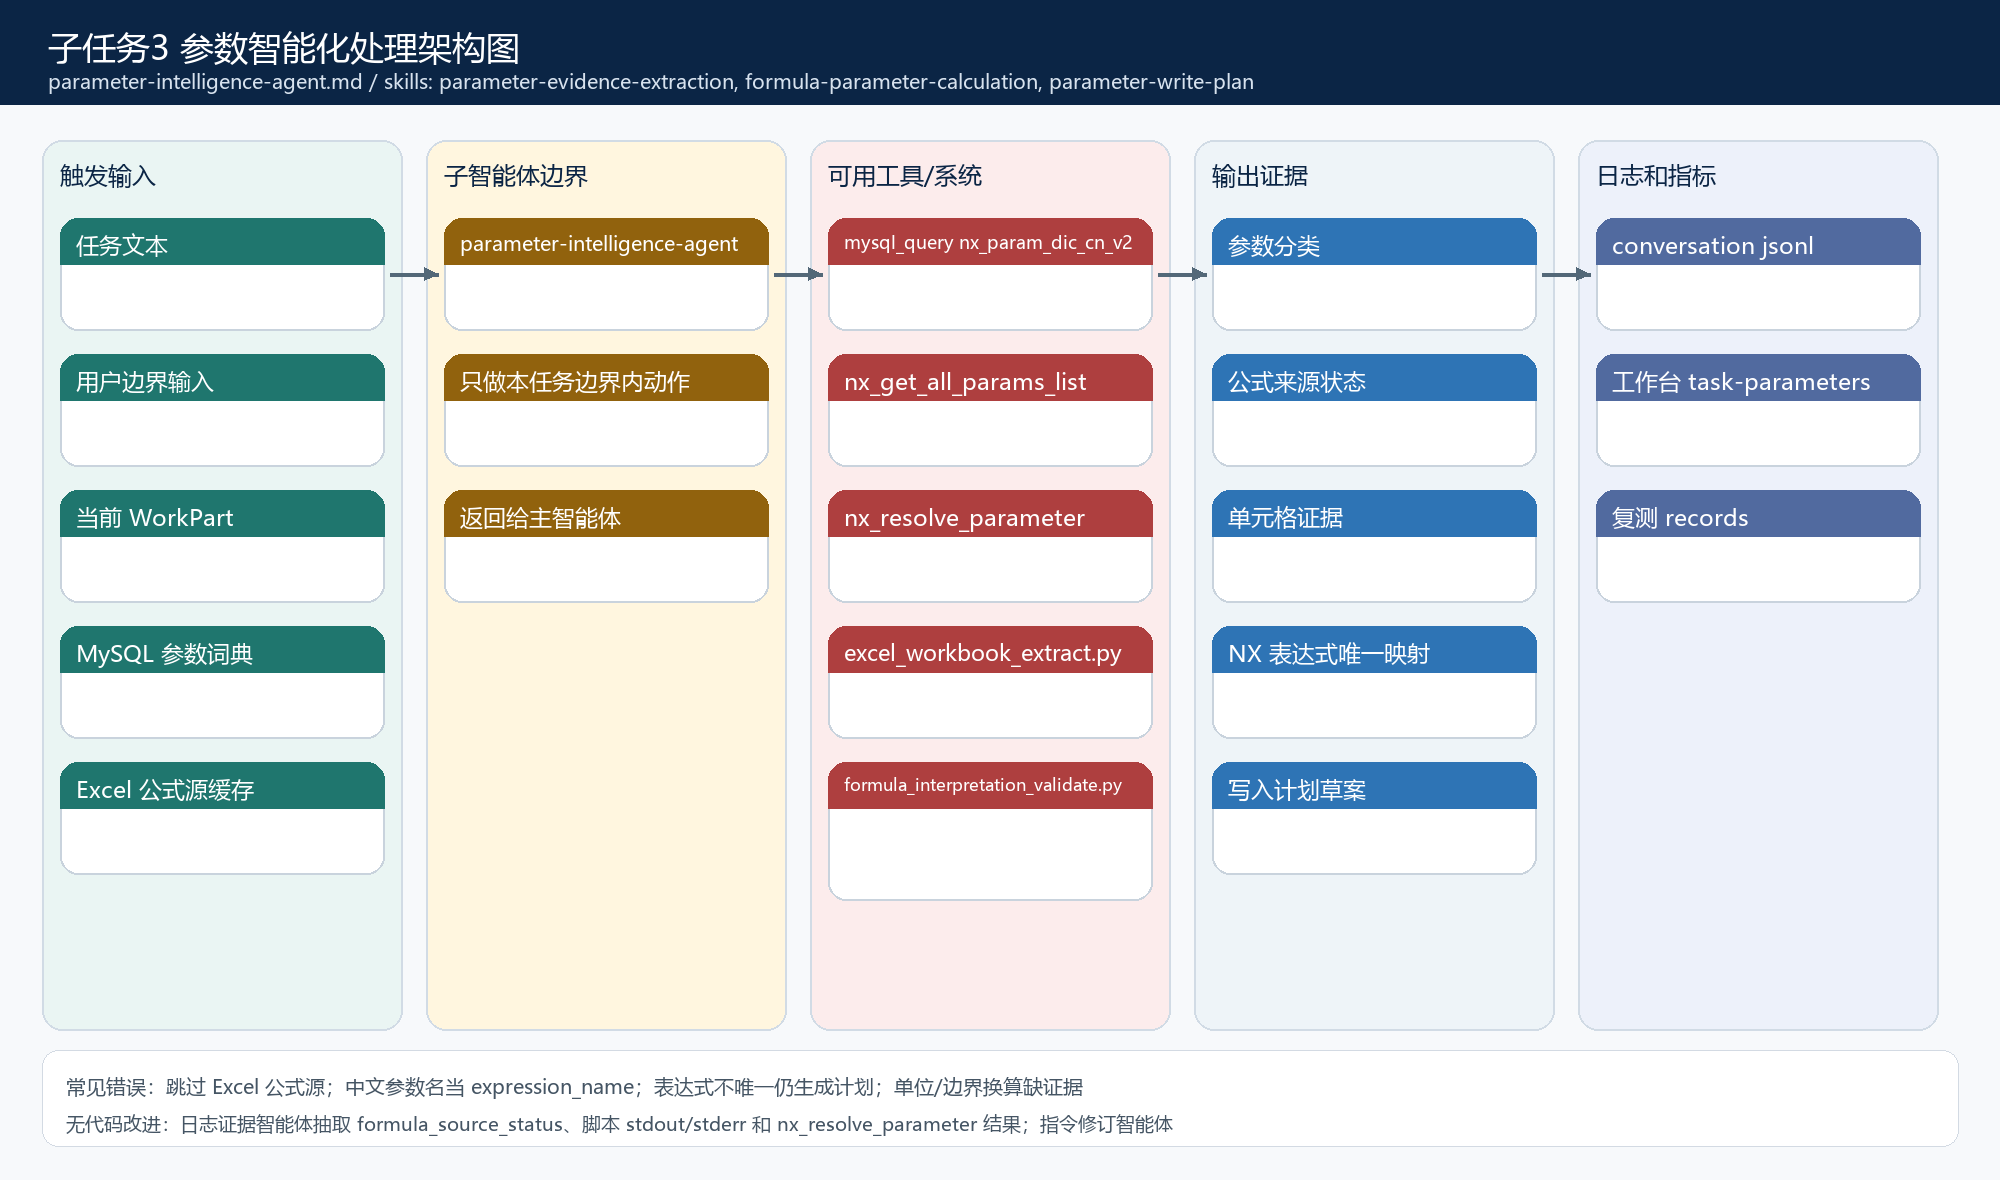 子任务3 参数智能化处理架构图
parameter-intelligence-agent.md / skills: parameter-evidence-extraction, formula-parameter-calculation, parameter-write-plan
触发输入
任务文本
用户边界输入
当前 WorkPart
MySQL 参数词典
Excel 公式源缓存
子智能体边界
parameter-intelligence-agent
只做本任务边界内动作
返回给主智能体
可用工具/系统
mysql_query nx_param_dic_cn_v2
nx_get_all_params_list
nx_resolve_parameter
excel_workbook_extract.py
formula_interpretation_validate.py
输出证据
参数分类
公式来源状态
单元格证据
NX 表达式唯一映射
写入计划草案
日志和指标
conversation jsonl
工作台 task-parameters
复测 records
常见错误：跳过 Excel 公式源；中文参数名当 expression_name；表达式不唯一仍生成计划；单位/边界换算缺证据
无代码改进：日志证据智能体抽取 formula_source_status、脚本 stdout/stderr 和 nx_resolve_parameter 结果；指令修订智能体